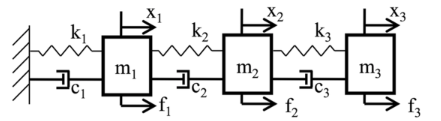 x₁ x₂ x₃
k₁ k₂ k₃
m₁ m₂ m₃
c₁ c₂ c₃
f₁ f₂ f₃